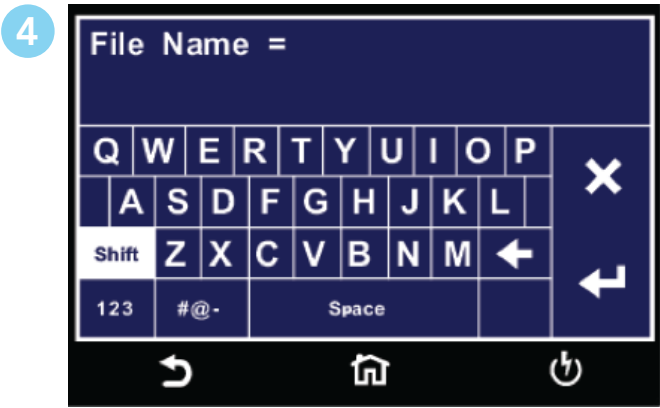 4
File Name =
Q W E R T Y U I O P
A S D F G H J K L
Shift Z X C V B N M
123 #@- Space